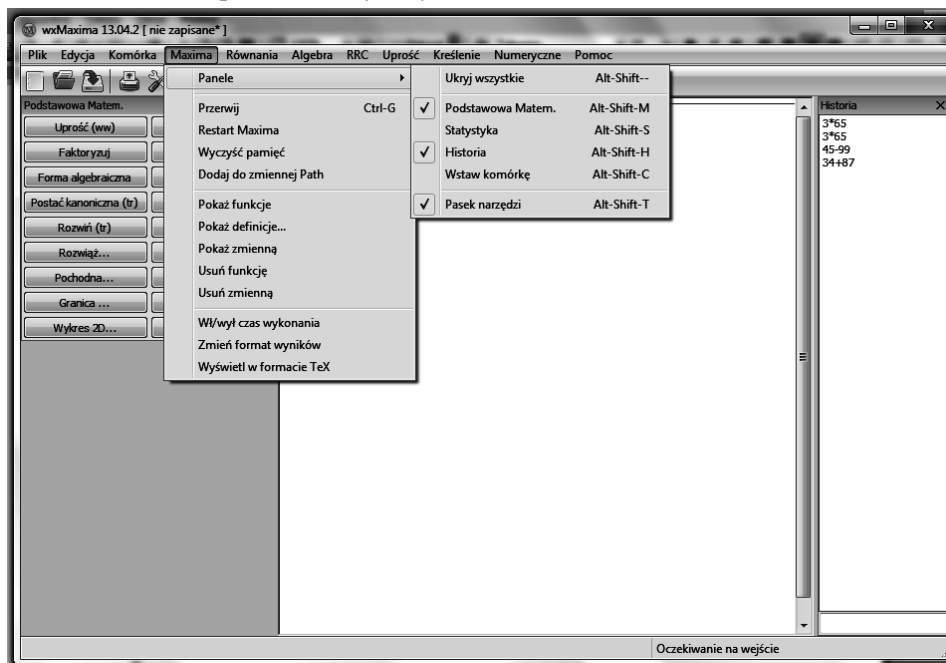 wxMaxima 13.04.2 [ nie zapisane* ]
Plik Edycja Komórka Maxima Równania Algebra RRC Uprość Kreślenie Numeryczne Pomoc
Panele
Przerwij Ctrl-G
Restart Maxima
Wyczyść pamięć
Dodaj do zmiennej Path
Pokaż funkcje
Pokaż definicje...
Pokaż zmienną
Usuń funkcję
Usuń zmienną
Wł/wył czas wykonania
Zmień format wyników
Wyświetl w formacie TeX
Ukryj wszystkie Alt-Shift--
Podstawowa Matem. Alt-Shift-M
Statystyka Alt-Shift-S
Historia Alt-Shift-H
Wstaw komórkę Alt-Shift-C
Pasek narzędzi Alt-Shift-T
Podstawowa Matem.
Uprość (ww)
Faktoryzuj
Forma algebraiczna
Postać kanoniczna (tr)
Rozwiń (tr)
Rozwiąż...
Pochodna...
Granica ...
Wykres 2D...
Historia
3*65
3*65
45-99
34+87
Oczekiwanie na wejście